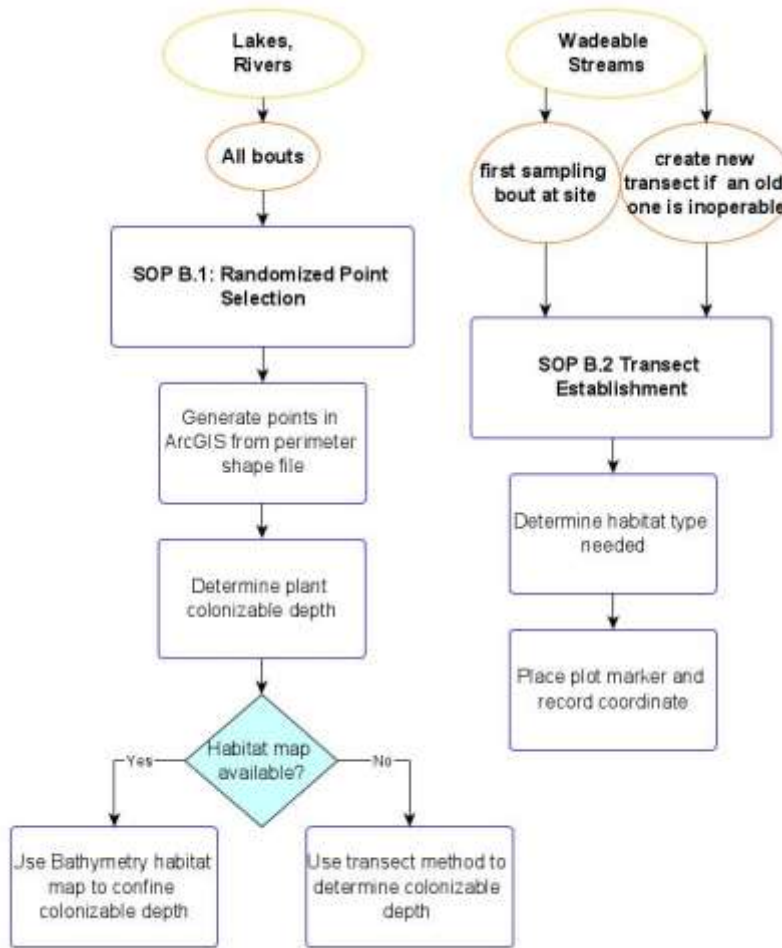 Lakes,
Rivers
All bouts
SOP B.1: Randomized Point
Selection
Generate points in
ArcGIS from perimeter
shape file
Determine plant
colonizable depth
Habitat map
available?
Yes
No
Use Bathymetry habitat
map to confine
colonizable depth
Use transect method to
determine colonizable
depth
Wadeable
Streams
first sampling
bout at site
create new
transect if an old
one is inoperable
SOP B.2 Transect
Establishment
Determine habitat type
needed
Place plot marker and
record coordinate